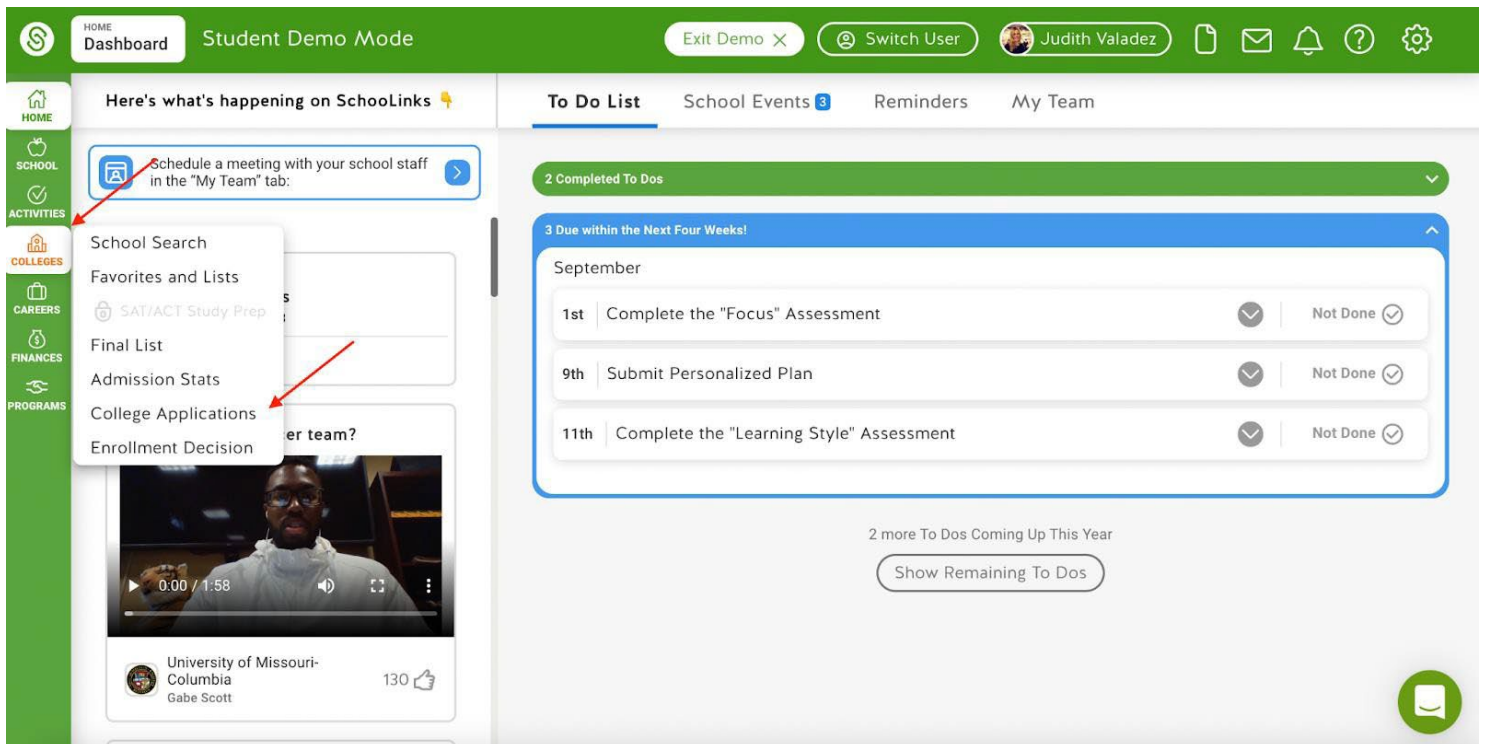 HOME
Dashboard
Student Demo Mode
Exit Demo
Switch User
Judith Valadez
HOME
SCHOOL
ACTIVITIES
COLLEGES
CAREERS
FINANCES
PROGRAMS
Here's what's happening on SchooLinks
Schedule a meeting with your school staff
in the "My Team" tab:
School Search
Favorites and Lists
SAT/ACT Study Prep
Final List
Admission Stats
College Applications
Enrollment Decision
er team?
0:00 / 1:58
University of Missouri-
Columbia
Gabe Scott
130
To Do List
School Events 3
Reminders
My Team
2 Completed To Dos
3 Due within the Next Four Weeks!
September
1st Complete the "Focus" Assessment Not Done
9th Submit Personalized Plan Not Done
11th Complete the "Learning Style" Assessment Not Done
2 more To Dos Coming Up This Year
Show Remaining To Dos